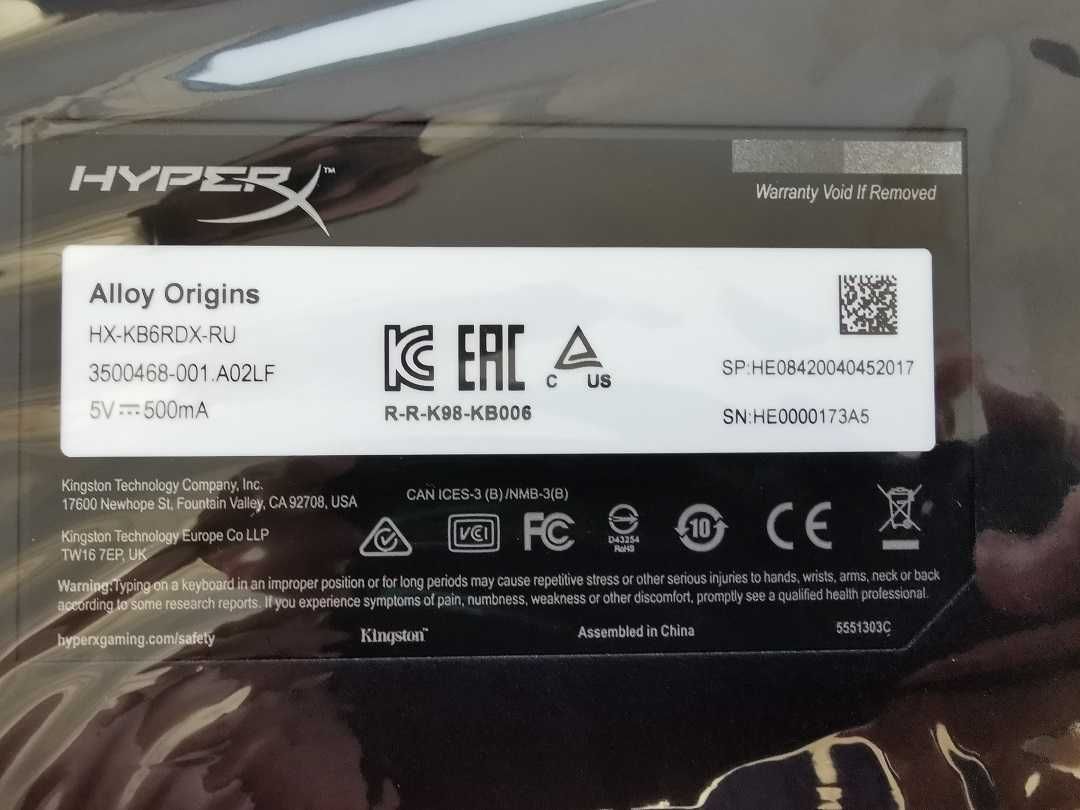 HYPERX™
Warranty Void If Removed
Alloy Origins
HX-KB6RDX-RU
3500468-001.A02LF
5V⎓500mA
EAC
C US
R-R-K98-KB006
SP:HE08420040452017
SN:HE0000173A5
Kingston Technology Company, Inc.
17600 Newhope St, Fountain Valley, CA 92708, USA
Kingston Technology Europe Co LLP
TW16 7EP, UK
CAN ICES-3 (B)/NMB-3(B)
VCI
FC
D43254
RoHS
10
CE
Warning:Typing on a keyboard in an improper position or for long periods may cause repetitive stress or other serious injuries to hands, wrists, arms, neck or back
according to some research reports. If you experience symptoms of pain, numbness, weakness or other discomfort, promptly see a qualified health professional.
hyperxgaming.com/safety
Kingston™
Assembled in China
5551303C